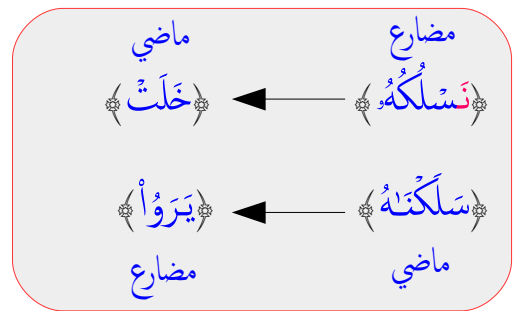 مضارع ماضي
﴿نَسْلُكُهُۥ﴾ ﴿خَلَتْ﴾
﴿سَلَكْنَـٰهُ﴾ ﴿يَرَوُا۟﴾
ماضي مضارع